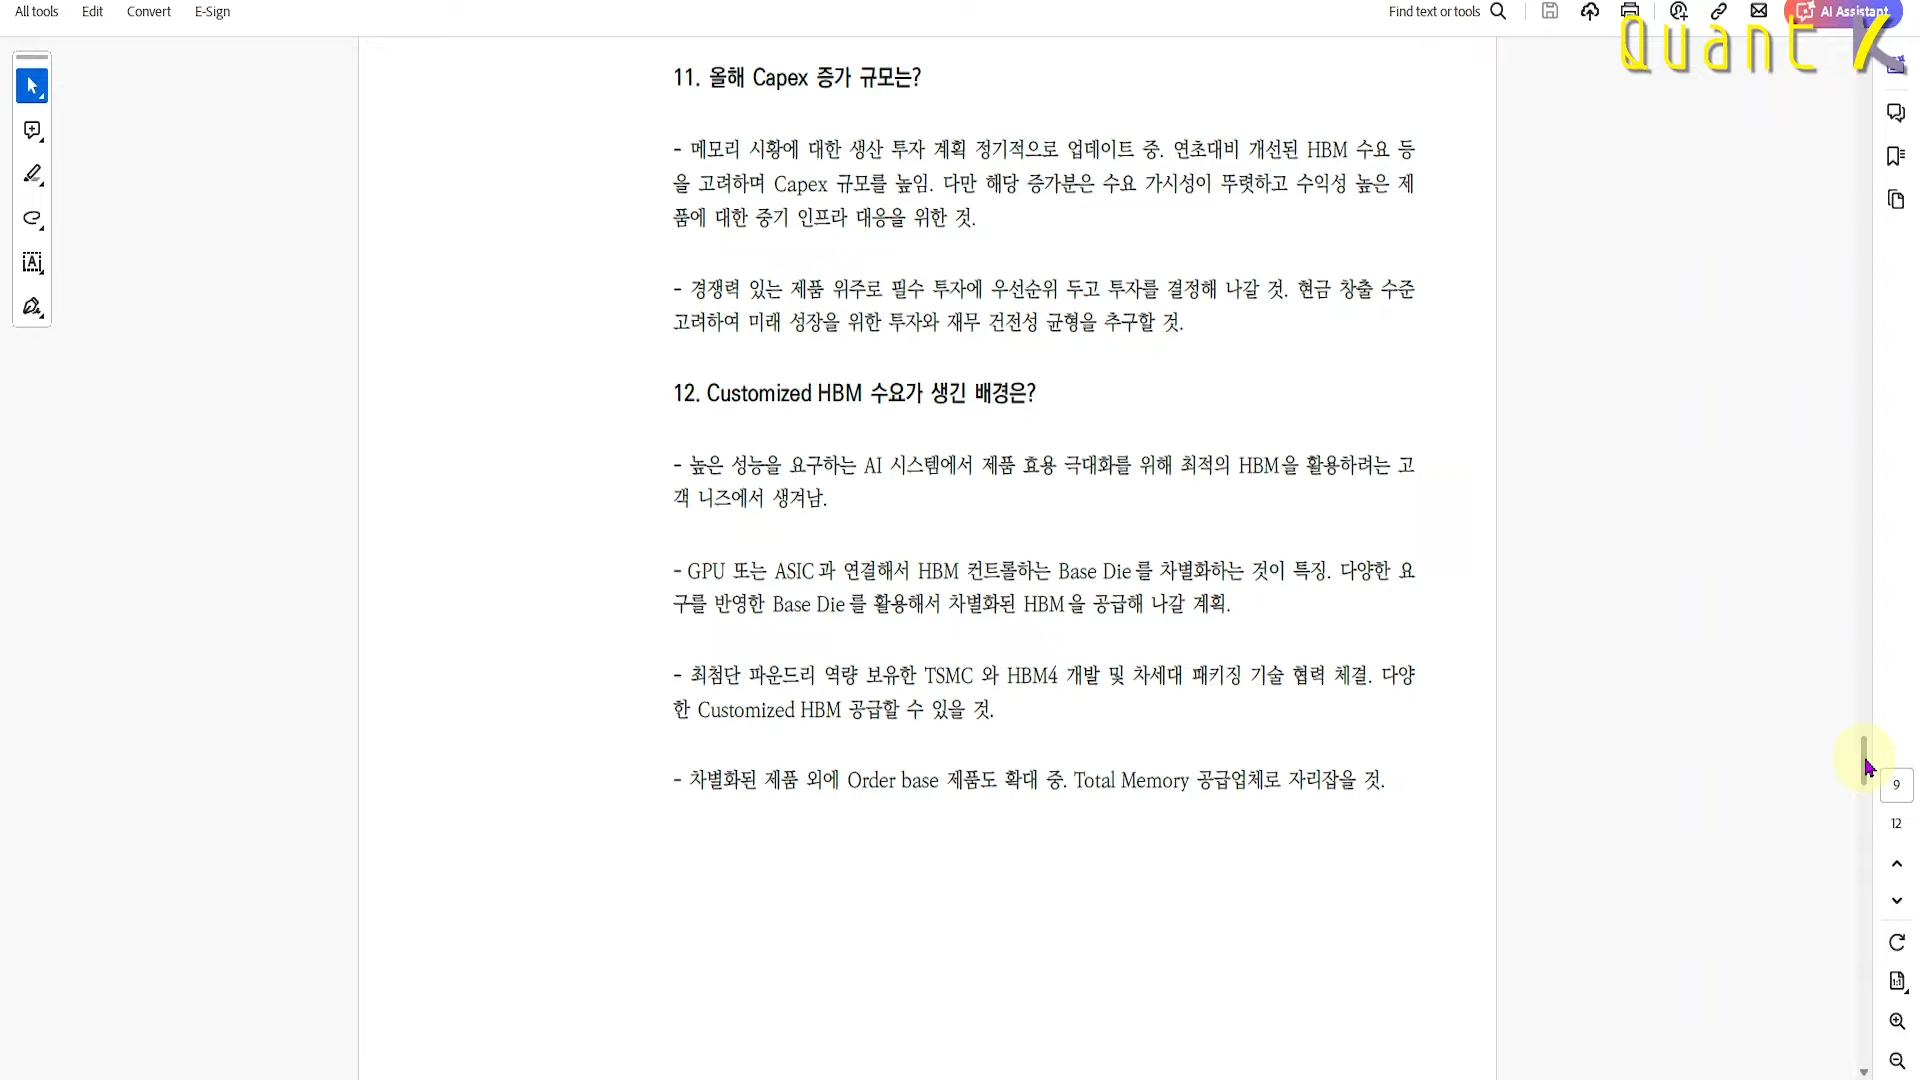 All tools Edit Convert E-Sign Find text or tools AI Assistant
Quant K
11. 올해 Capex 증가 규모는?
- 메모리 시황에 대한 생산 투자 계획 정기적으로 업데이트 중. 연초대비 개선된 HBM 수요 등
을 고려하며 Capex 규모를 높임. 다만 해당 증가분은 수요 가시성이 뚜렷하고 수익성 높은 제
품에 대한 중기 인프라 대응을 위한 것.
- 경쟁력 있는 제품 위주로 필수 투자에 우선순위 두고 투자를 결정해 나갈 것. 현금 창출 수준
고려하여 미래 성장을 위한 투자와 재무 건전성 균형을 추구할 것.
12. Customized HBM 수요가 생긴 배경은?
- 높은 성능을 요구하는 AI 시스템에서 제품 효용 극대화를 위해 최적의 HBM을 활용하려는 고
객 니즈에서 생겨남.
- GPU 또는 ASIC과 연결해서 HBM 컨트롤하는 Base Die를 차별화하는 것이 특징. 다양한 요
구를 반영한 Base Die를 활용해서 차별화된 HBM을 공급해 나갈 계획.
- 최첨단 파운드리 역량 보유한 TSMC 와 HBM4 개발 및 차세대 패키징 기술 협력 체결. 다양
한 Customized HBM 공급할 수 있을 것.
- 차별화된 제품 외에 Order base 제품도 확대 중. Total Memory 공급업체로 자리잡을 것.
9
12